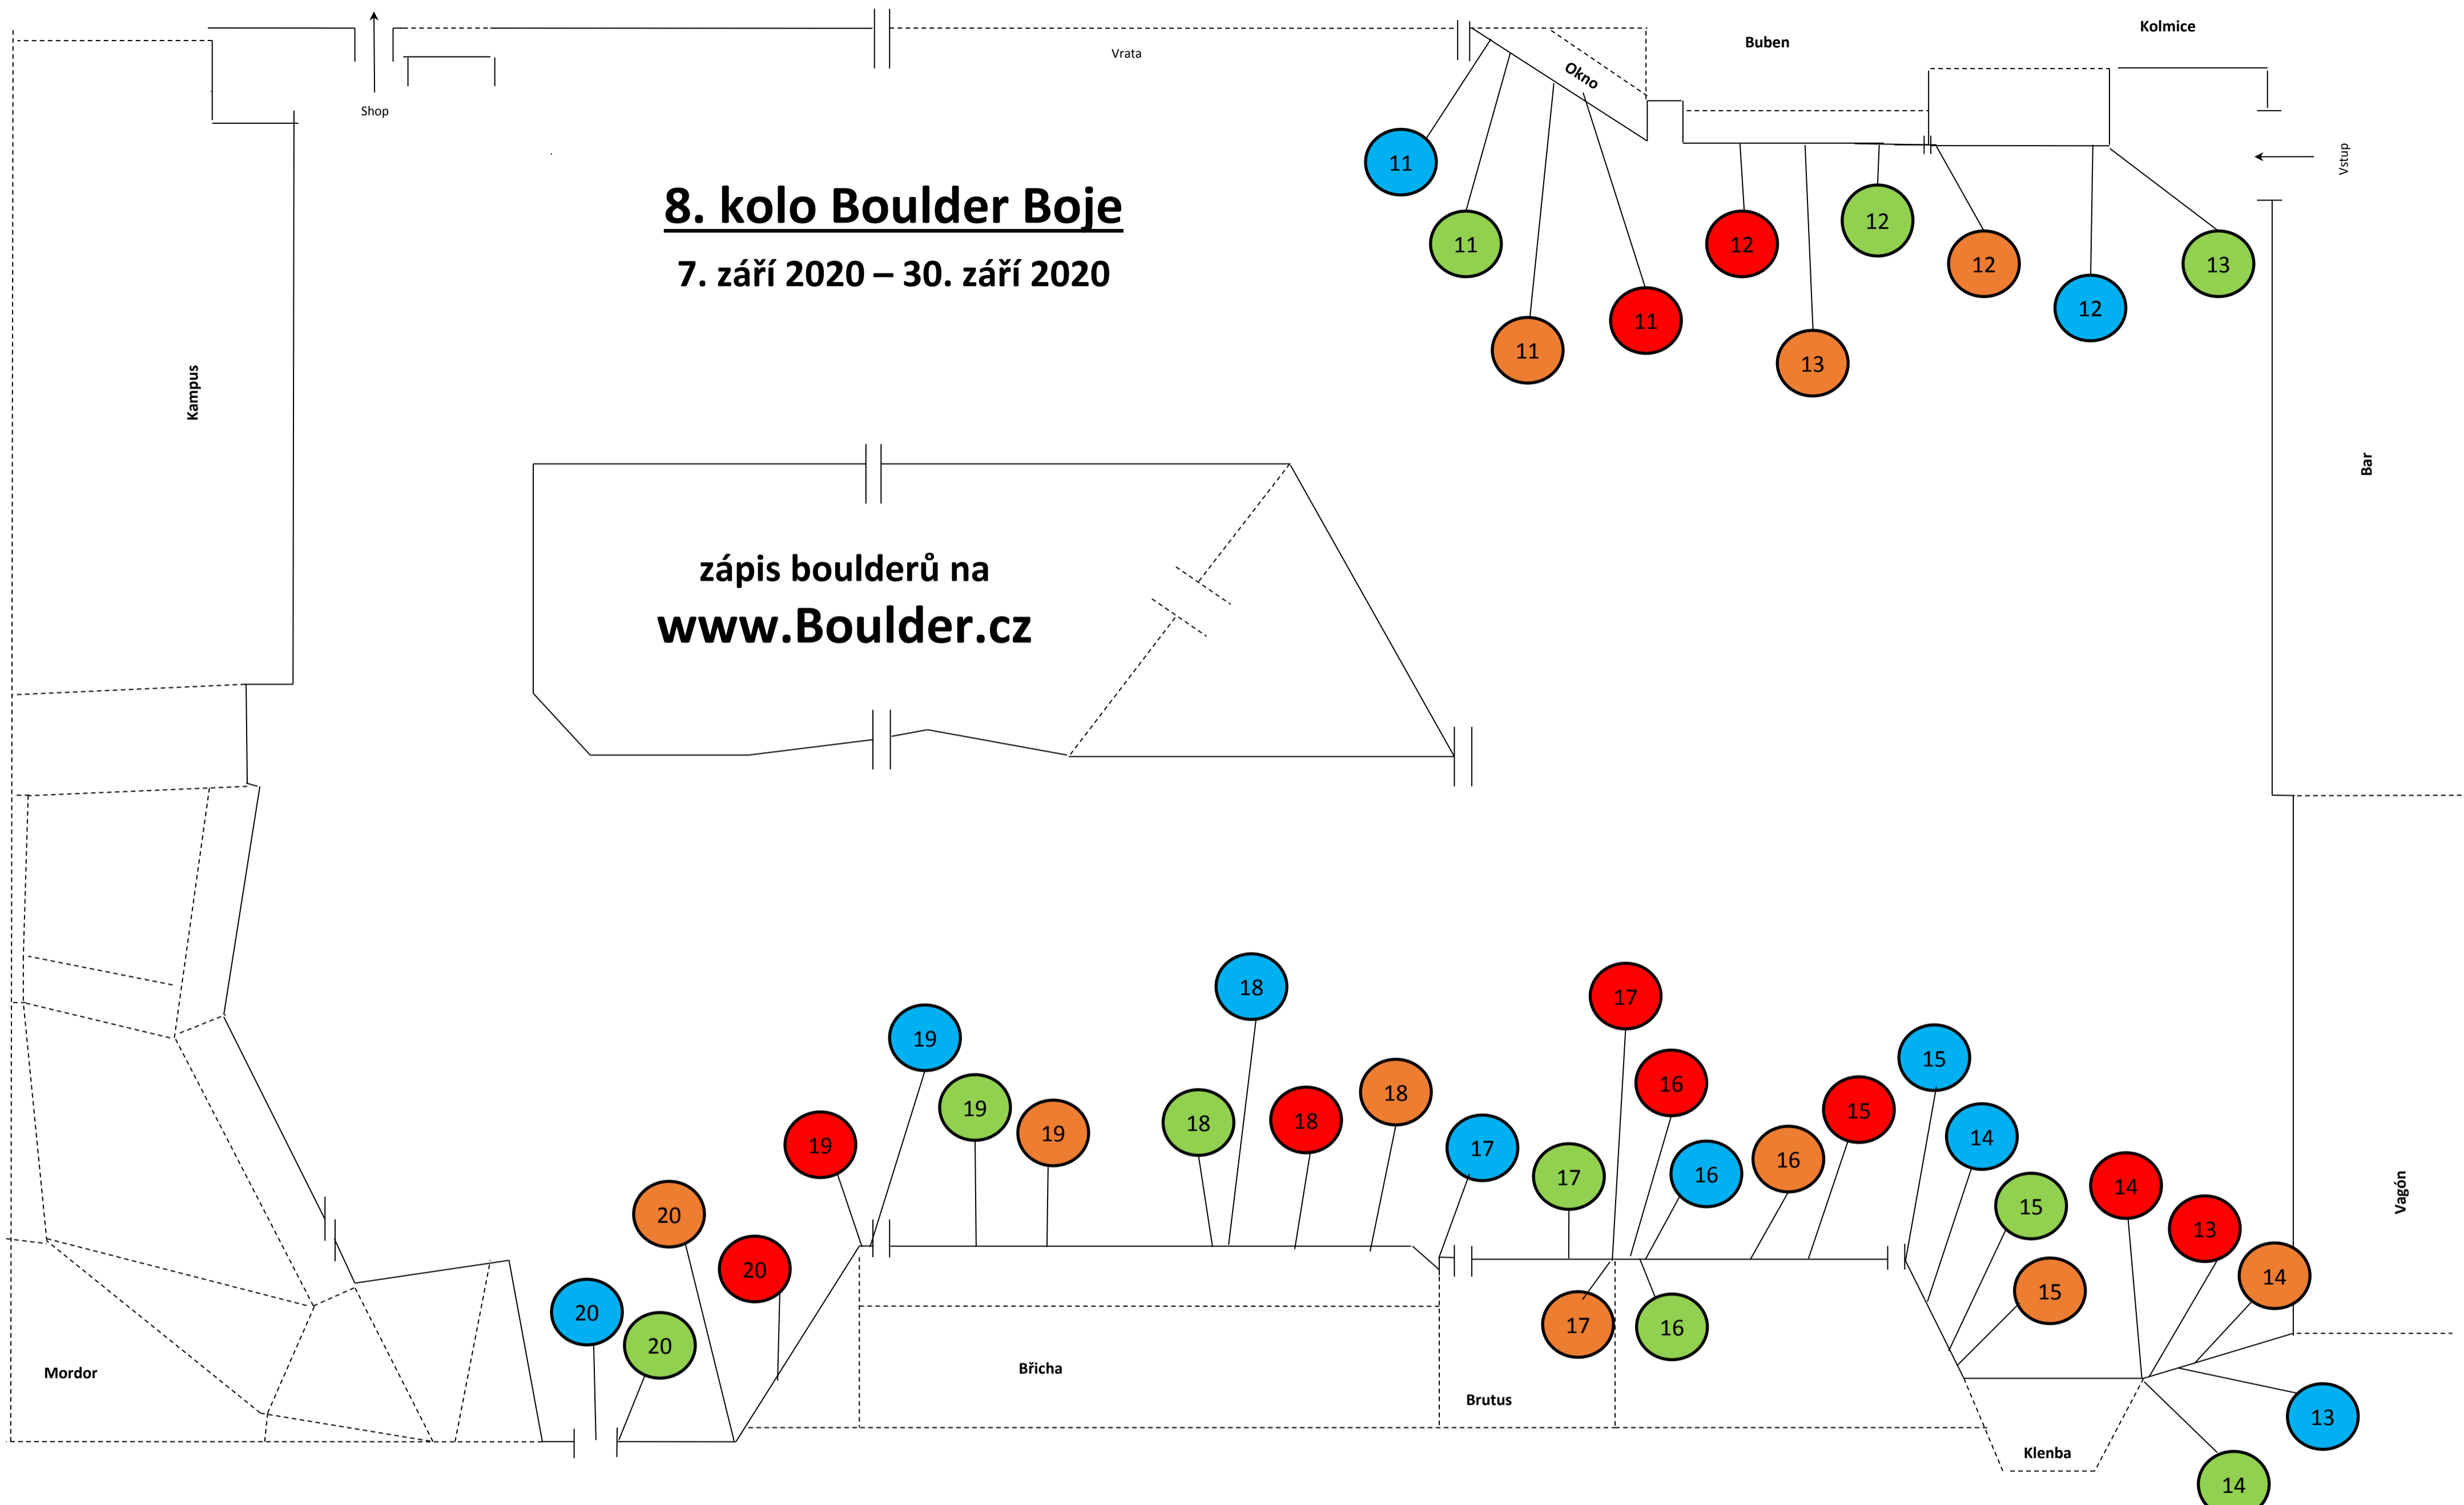 Kolmice
Buben
Vrata
Okno
Shop
Vstup
11
8. kolo Boulder Boje
11
12
12
12
13
7. září 2020 – 30. září 2020
12
11
11
13
Kampus
Bar
zápis boulderů na
www.Boulder.cz
18
17
19
15
16
18
19
15
18
18
19
14
19
17
16
16
17
14
Vagón
15
20
13
20
14
15
20
17
16
20
Mordor
Břicha
Brutus
13
Klenba
14